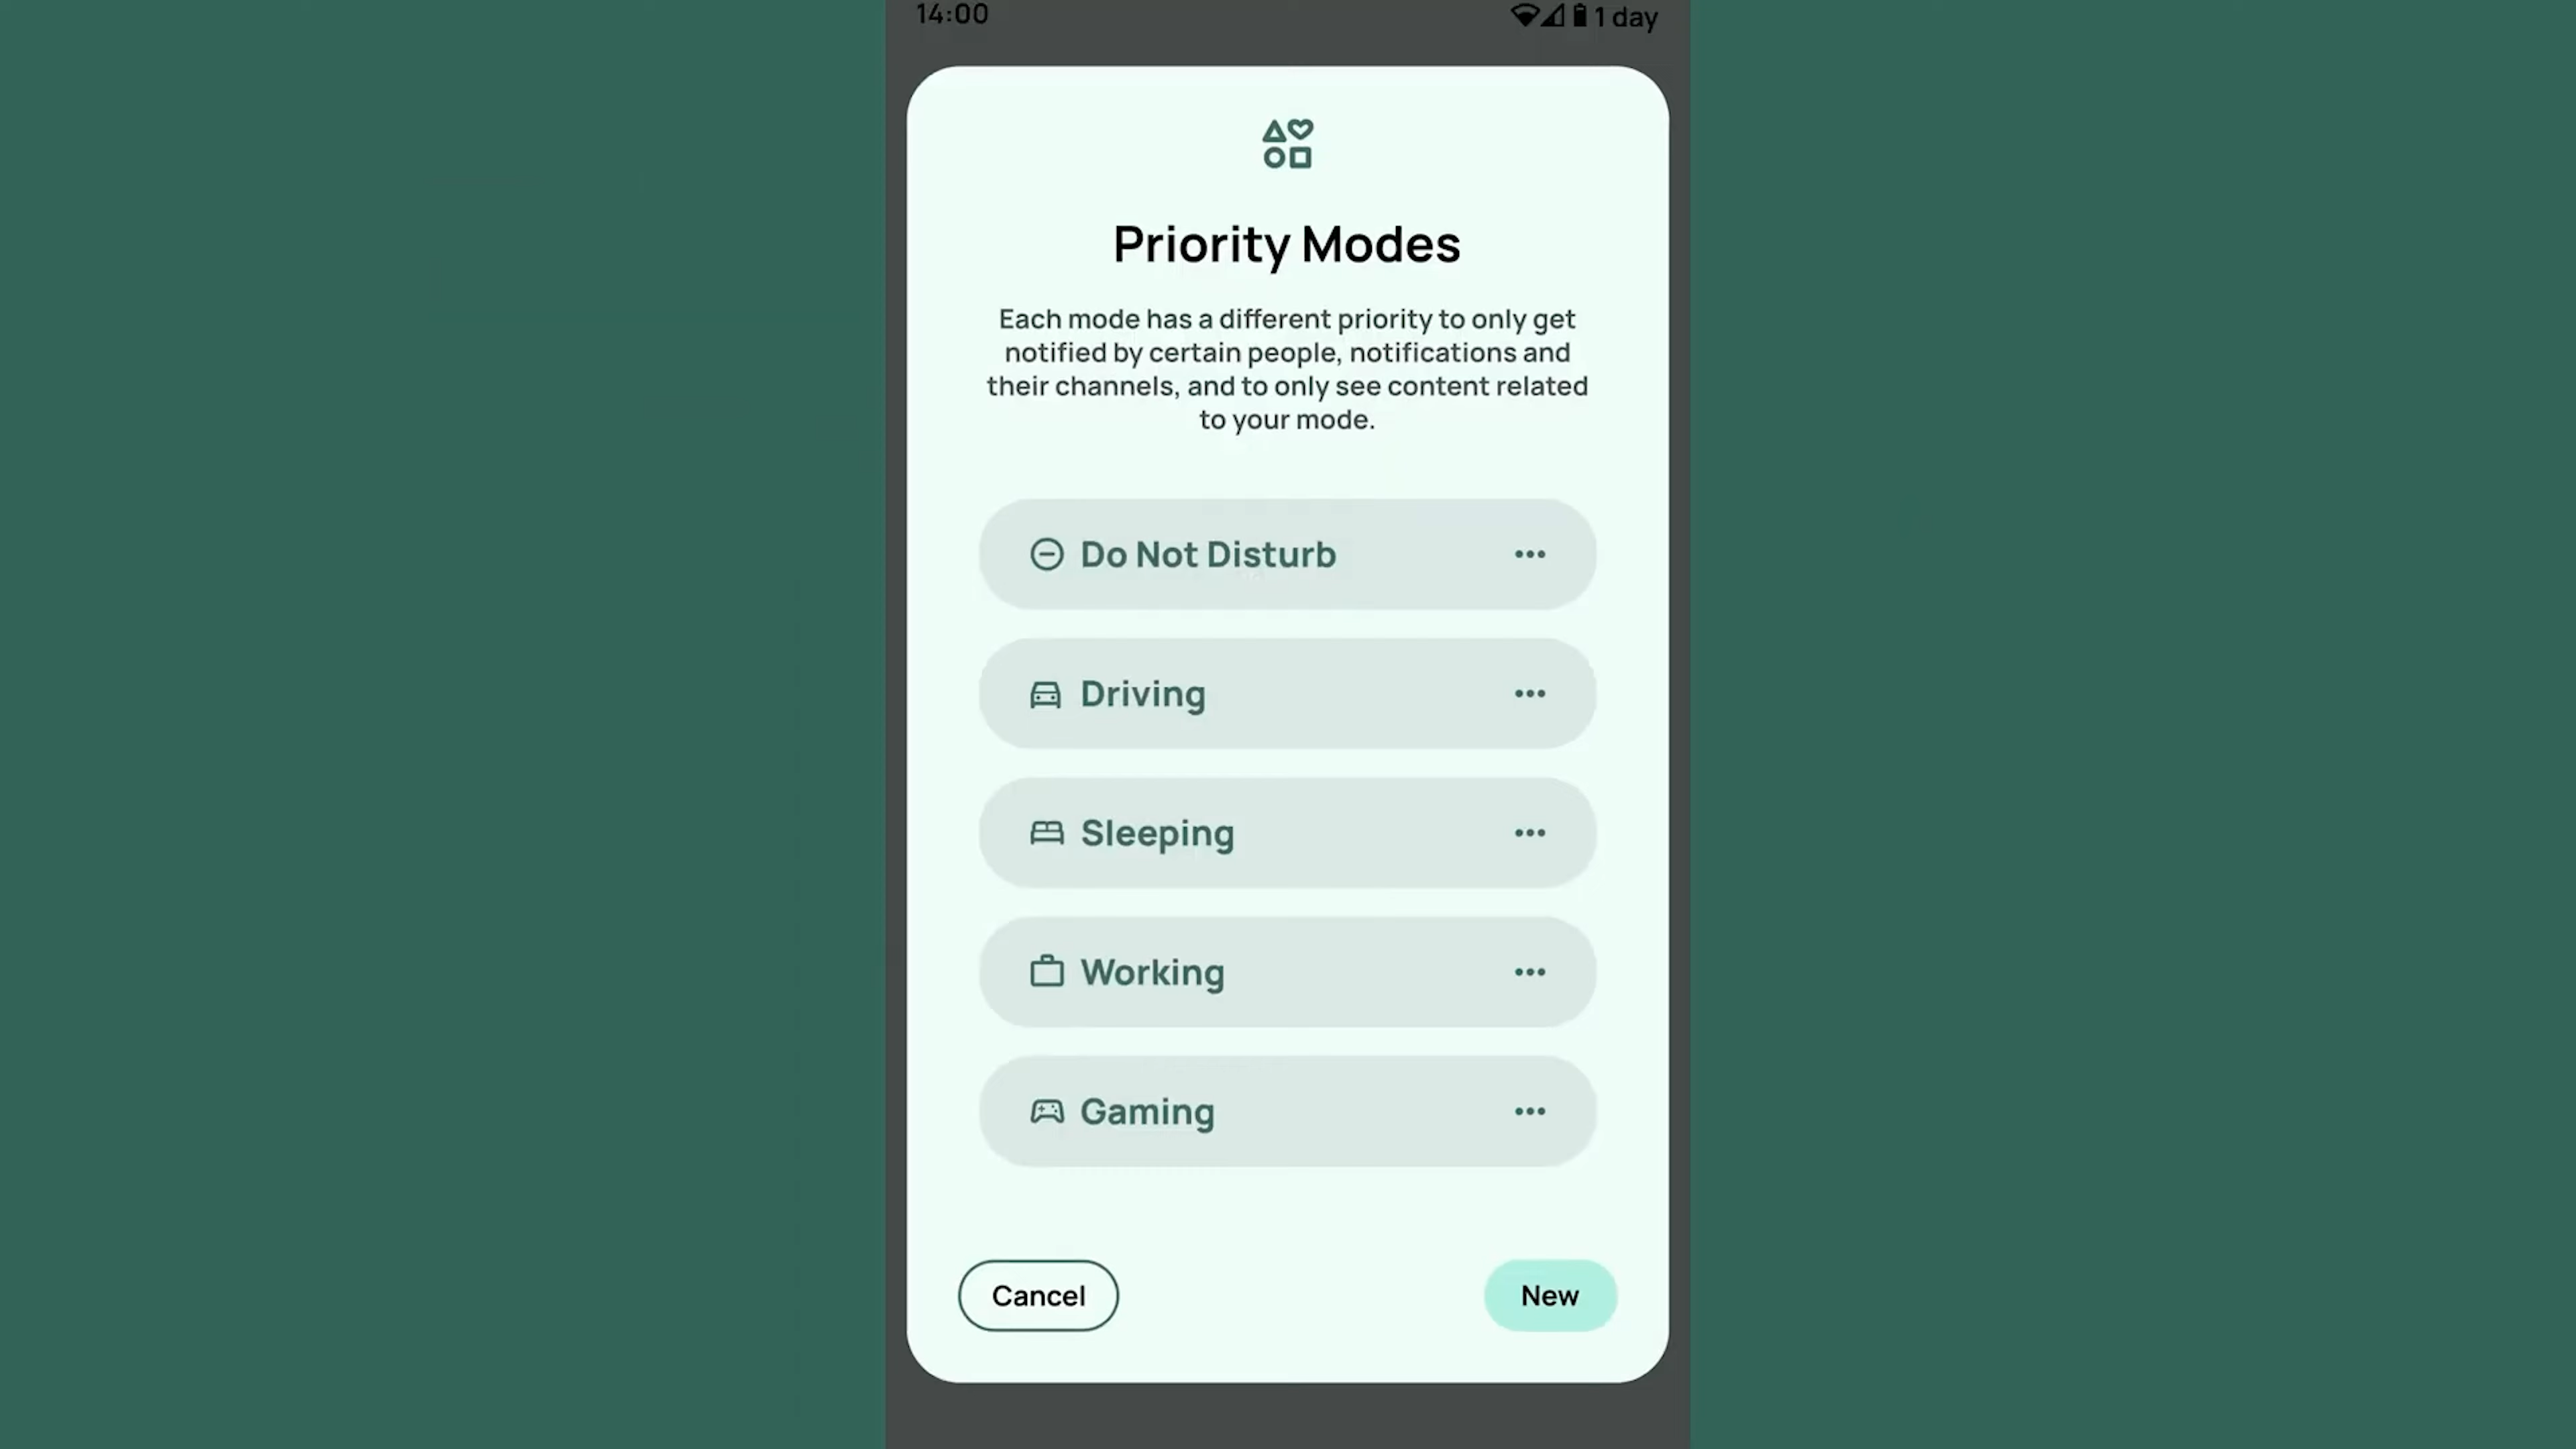 14:00
1 day
Priority Modes
Each mode has a different priority to only get
notified by certain people, notifications and
their channels, and to only see content related
to your mode.
Do Not Disturb
Driving
Sleeping
Working
Gaming
Cancel
New